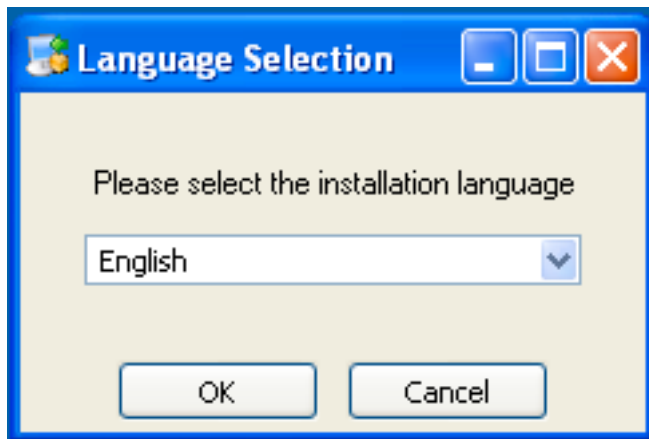 Language Selection
Please select the installation language
English
OK
Cancel